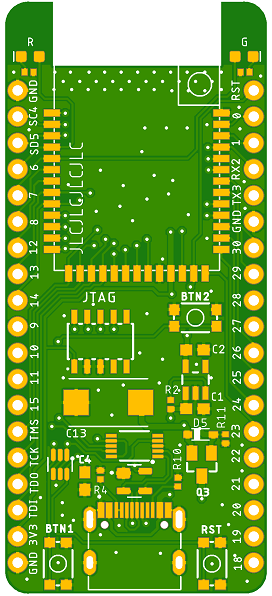 R
G
GND
SC4
SD5
6
7
8
12
13
14
9
10
11
15
TMS
TCK
TD0
TDI
3V3
GND
RST
0
1
RX2
TX3
GND
30
29
28
27
26
25
24
23
22
21
20
19
18
JLCJLCJLCJLC
JTAG
BTN2
C2
R2
C1
C13
D5
R11
C4
R4
R10
Q3
BTN1
RST